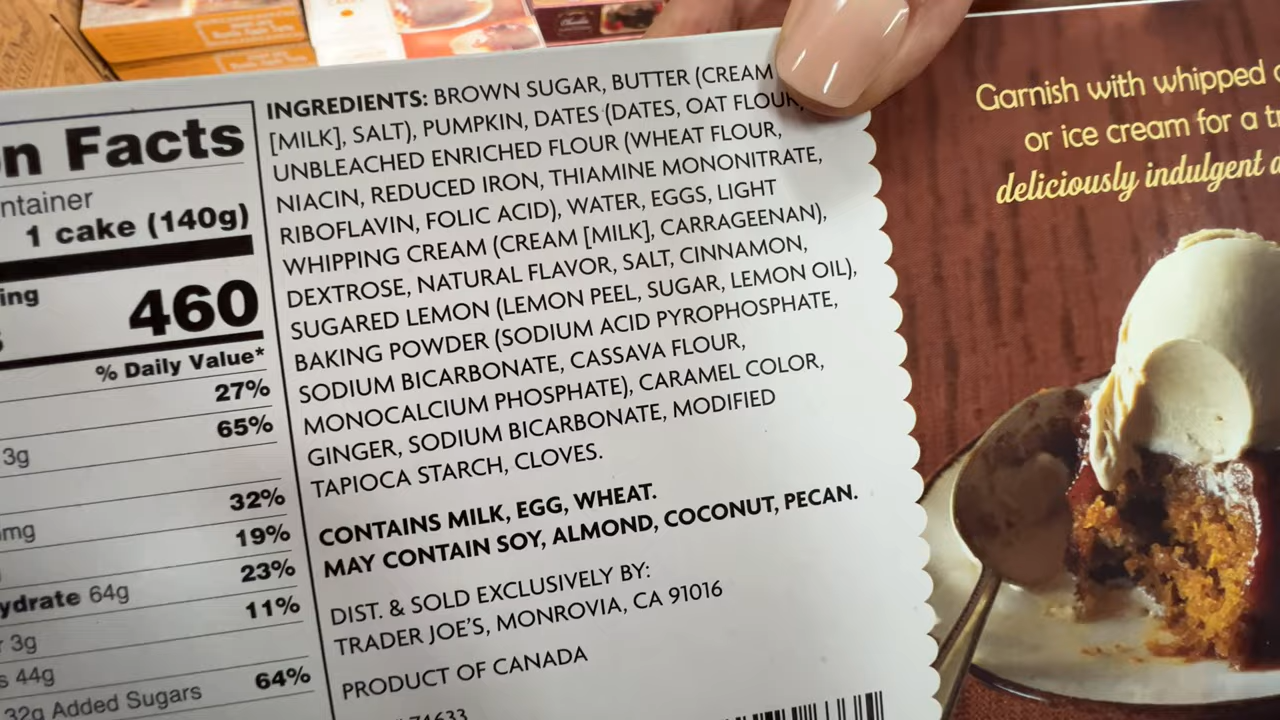 n Facts
ntainer
1 cake (140g)
ing
460
% Daily Value*
27%
65%
3g
32%
mg
19%
23%
ydrate 64g
11%
r 3g
s 44g
32g Added Sugars 64%
INGREDIENTS: BROWN SUGAR, BUTTER (CREAM
[MILK], SALT), PUMPKIN, DATES (DATES, OAT FLOUR,
UNBLEACHED ENRICHED FLOUR (WHEAT FLOUR,
NIACIN, REDUCED IRON, THIAMINE MONONITRATE,
RIBOFLAVIN, FOLIC ACID), WATER, EGGS, LIGHT
WHIPPING CREAM (CREAM [MILK], CARRAGEENAN),
DEXTROSE, NATURAL FLAVOR, SALT, CINNAMON,
SUGARED LEMON (LEMON PEEL, SUGAR, LEMON OIL),
BAKING POWDER (SODIUM ACID PYROPHOSPHATE,
SODIUM BICARBONATE, CASSAVA FLOUR,
MONOCALCIUM PHOSPHATE), CARAMEL COLOR,
GINGER, SODIUM BICARBONATE, MODIFIED
TAPIOCA STARCH, CLOVES.
CONTAINS MILK, EGG, WHEAT.
MAY CONTAIN SOY, ALMOND, COCONUT, PECAN.
DIST. & SOLD EXCLUSIVELY BY:
TRADER JOE'S, MONROVIA, CA 91016
PRODUCT OF CANADA
74633
Garnish with whipped
or ice cream for a
deliciously indulgent